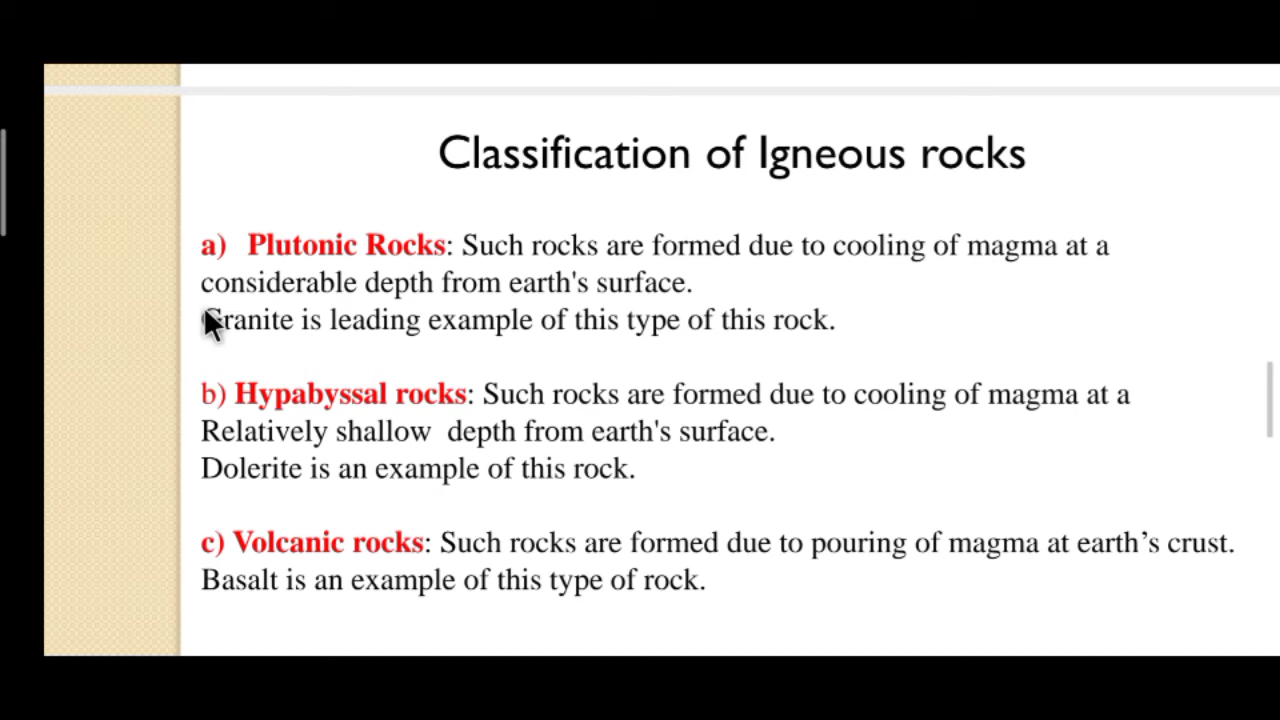 Classification of Igneous rocks
a) Plutonic Rocks: Such rocks are formed due to cooling of magma at a
considerable depth from earth's surface.
Granite is leading example of this type of this rock.
b) Hypabyssal rocks: Such rocks are formed due to cooling of magma at a
Relatively shallow  depth from earth's surface.
Dolerite is an example of this rock.
c) Volcanic rocks: Such rocks are formed due to pouring of magma at earth’s crust.
Basalt is an example of this type of rock.